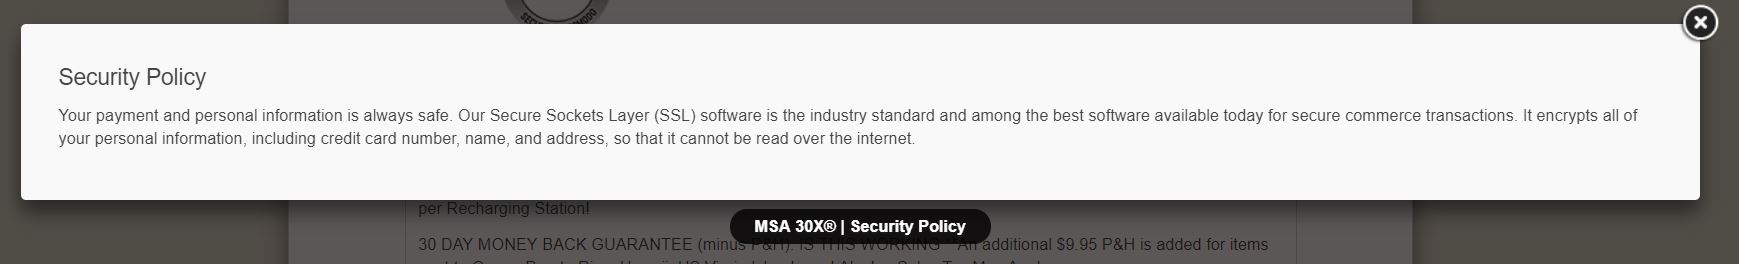 Security Policy
Your payment and personal information is always safe. Our Secure Sockets Layer (SSL) software is the industry standard and among the best software available today for secure commerce transactions. It encrypts all of
your personal information, including credit card number, name, and address, so that it cannot be read over the internet.
per Recharging Station!
MSA 30X® | Security Policy
30 DAY MONEY BACK GUARANTEE (minus P&H). IS THIS WORKING **An additional $9.95 P&H is added for items